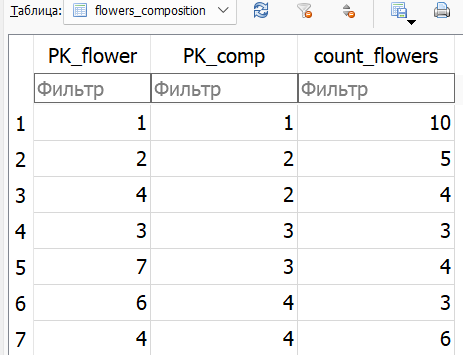 Таблица: flowers_composition
PK_flower PK_comp count_flowers
Фильтр Фильтр Фильтр
1 1 1 10
2 2 2 5
3 4 2 4
4 3 3 3
5 7 3 4
6 6 4 3
7 4 4 6